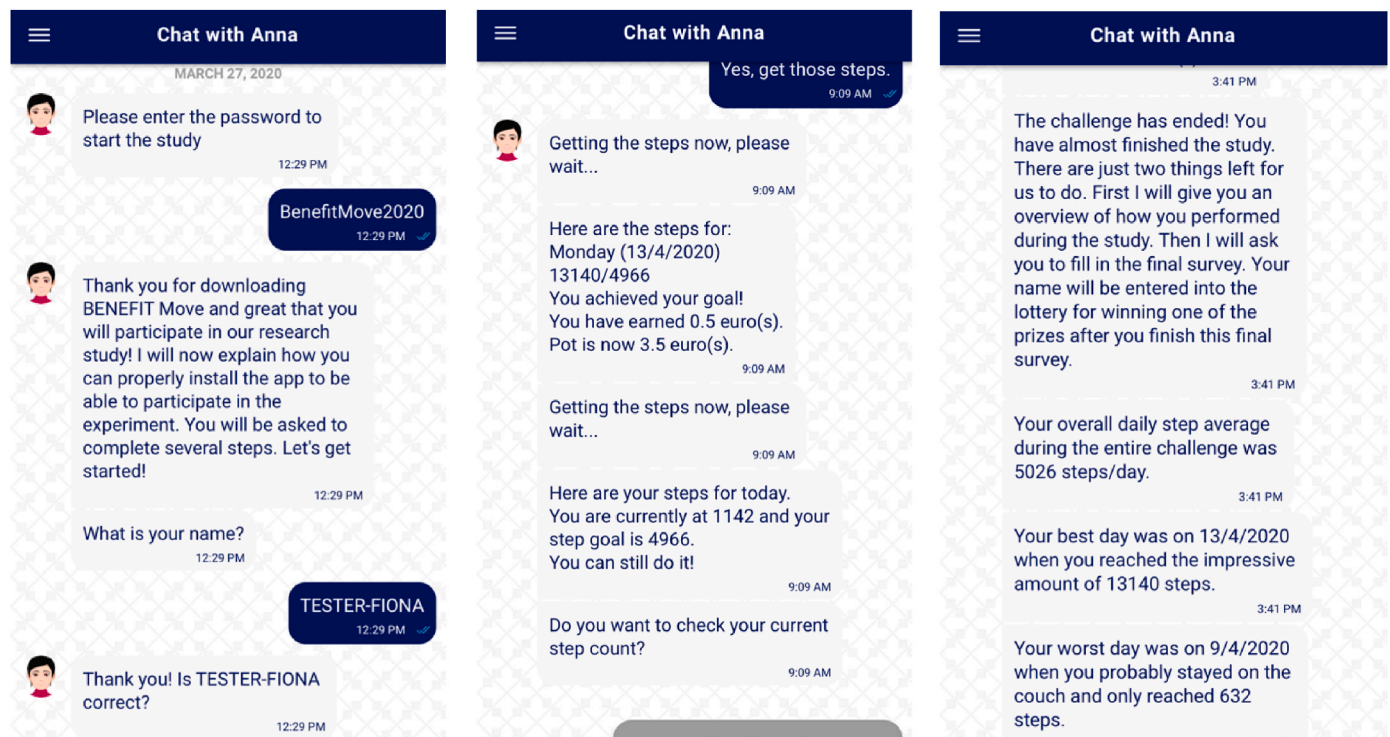 Chat with Anna
MARCH 27, 2020
Please enter the password to
start the study
12:29 PM
BenefitMove2020
12:29 PM
Thank you for downloading
BENEFIT Move and great that you
will participate in our research
study! I will now explain how you
can properly install the app to be
able to participate in the
experiment. You will be asked to
complete several steps. Let's get
started!
12:29 PM
What is your name?
12:29 PM
TESTER-FIONA
12:29 PM
Thank you! Is TESTER-FIONA
correct?
12:29 PM
Chat with Anna
Yes, get those steps.
9:09 AM
Getting the steps now, please
wait...
9:09 AM
Here are the steps for:
Monday (13/4/2020)
13140/4966
You achieved your goal!
You have earned 0.5 euro(s).
Pot is now 3.5 euro(s).
9:09 AM
Getting the steps now, please
wait...
9:09 AM
Here are your steps for today.
You are currently at 1142 and your
step goal is 4966.
You can still do it!
9:09 AM
Do you want to check your current
step count?
9:09 AM
Chat with Anna
3:41 PM
The challenge has ended! You
have almost finished the study.
There are just two things left for
us to do. First I will give you an
overview of how you performed
during the study. Then I will ask
you to fill in the final survey. Your
name will be entered into the
lottery for winning one of the
prizes after you finish this final
survey.
3:41 PM
Your overall daily step average
during the entire challenge was
5026 steps/day.
3:41 PM
Your best day was on 13/4/2020
when you reached the impressive
amount of 13140 steps.
3:41 PM
Your worst day was on 9/4/2020
when you probably stayed on the
couch and only reached 632
steps.